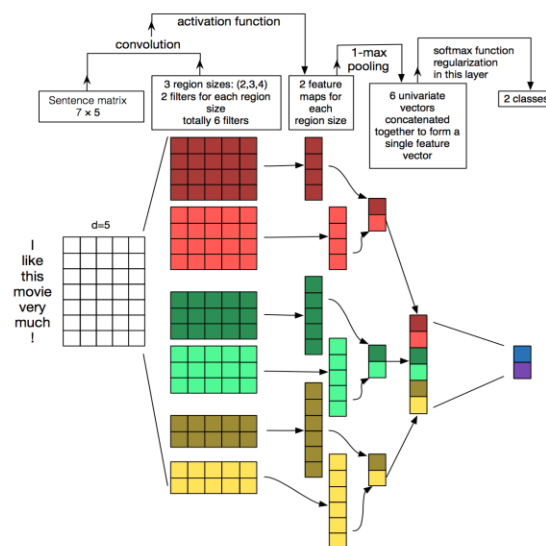 activation function
convolution
1-max
pooling
softmax function
regularization
in this layer
Sentence matrix
7 × 5
3 region sizes: (2,3,4)
2 filters for each region
size
totally 6 filters
2 feature
maps for
each region size
6 univariate
vectors
concatenated
together to form a
single feature
vector
2 classes
d=5
I
like
this
movie
very
much
!